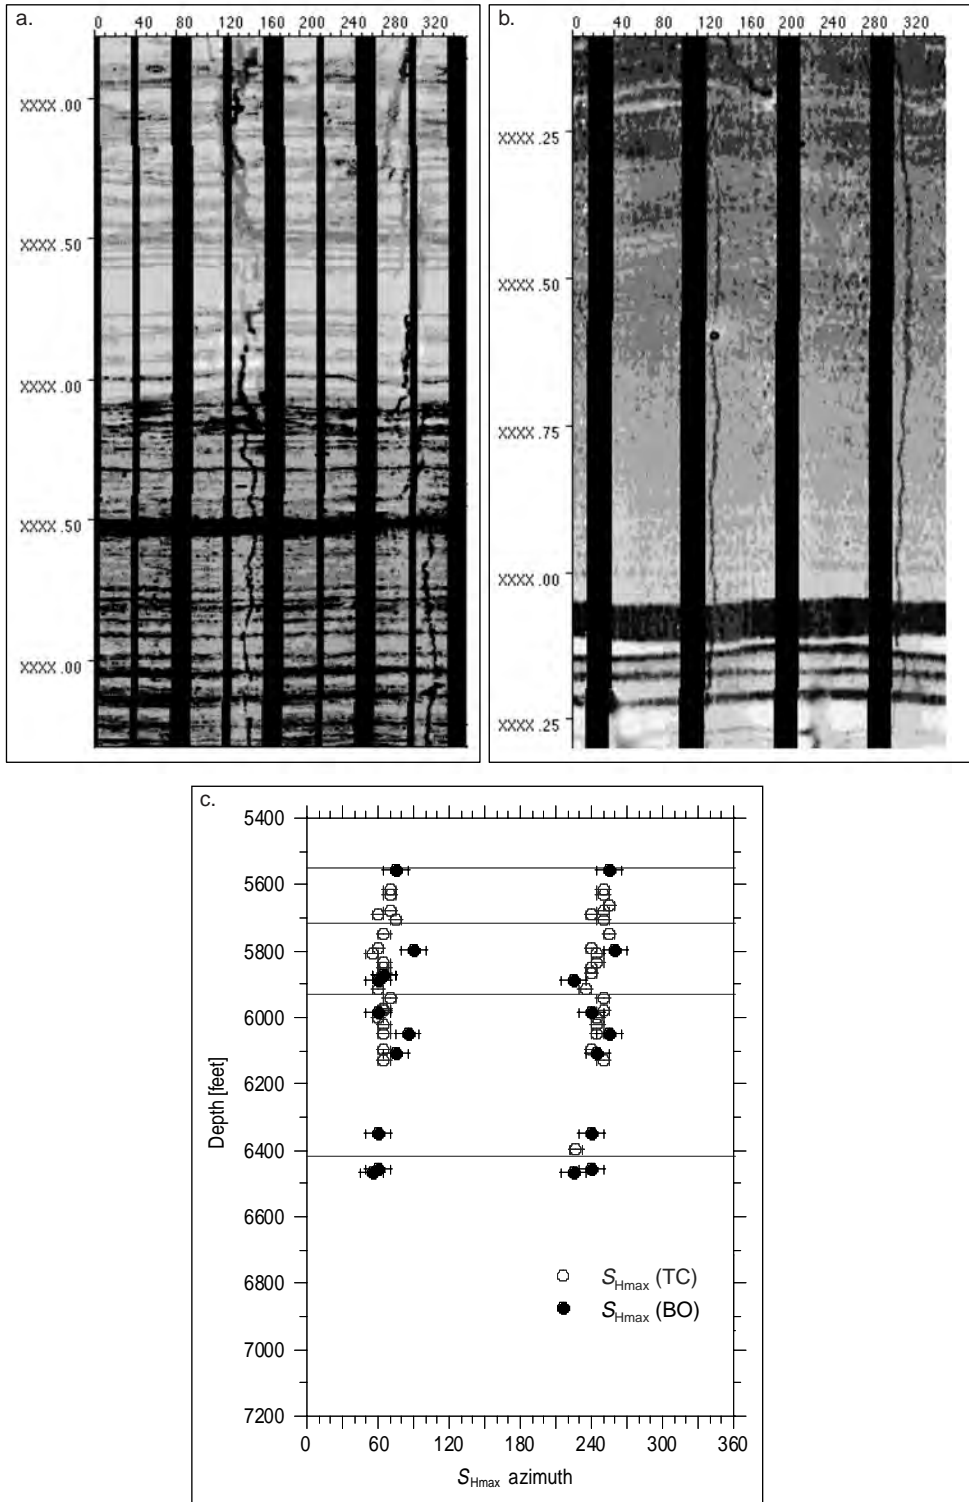 a.
0 40 80 120 160 200 240 280 320
XXXX .00
XXXX .50
XXXX .00
XXXX .50
XXXX .00
b.
0 40 80 120 160 200 240 280 320
XXXX .25
XXXX .50
XXXX .75
XXXX .00
XXXX .25
c.
5400
5600
5800
6000
6200
6400
6600
6800
7000
7200
Depth [feet]
SHmax (TC)
SHmax (BO)
0 60 120 180 240 300 360
SHmax azimuth